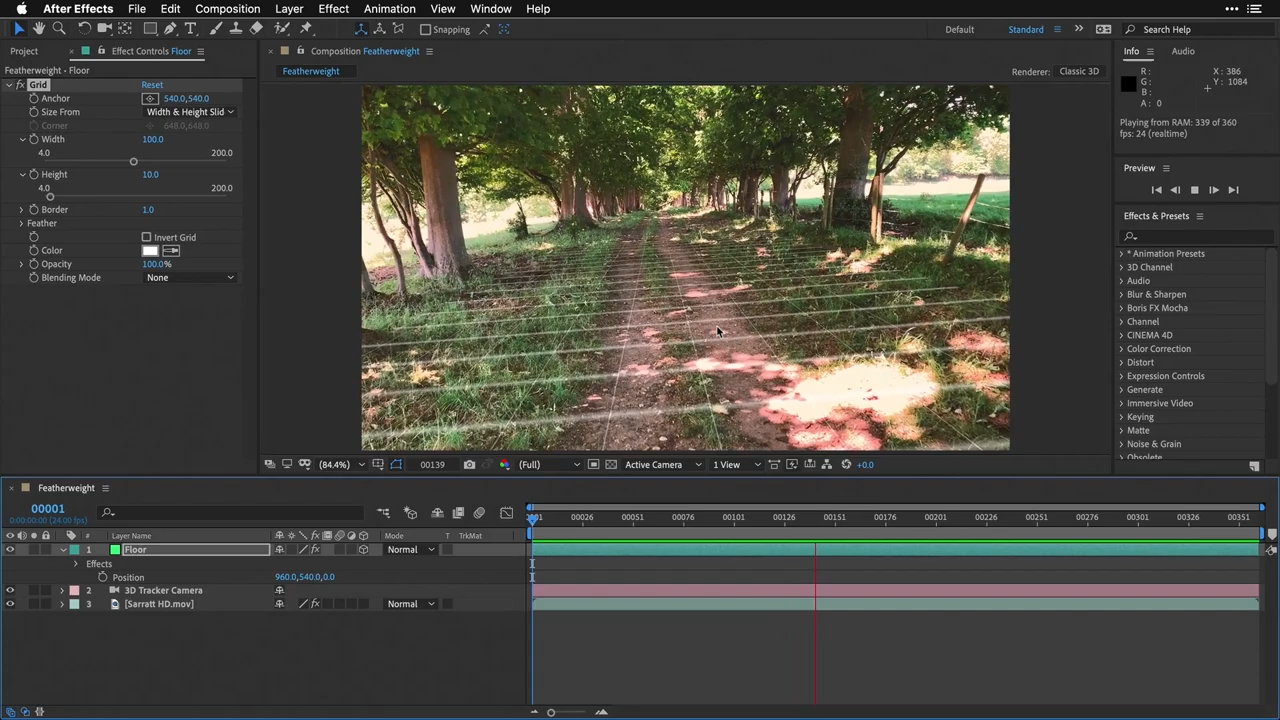 After Effects File Edit Composition Layer Effect Animation View Window Help
Snapping Default Standard Search Help
Project Effect Controls Floor Composition Featherweight Info Audio
Featherweight • Floor Featherweight Renderer: Classic 3D
R: X: 386
G: Y: 1084
B:
A: 0
fx Grid Reset
Anchor 540.0,540.0
Size From Width & Height Slid
Corner 648.0,648.0
Width 100.0
4.0 200.0
Height 10.0
4.0 200.0
Border 1.0
Feather
Invert Grid
Color
Opacity 100.0%
Blending Mode None
Playing from RAM: 339 of 360
fps: 24 (realtime)
Preview
Effects & Presets
* Animation Presets
3D Channel
Audio
Blur & Sharpen
Boris FX Mocha
Channel
CINEMA 4D
Color Correction
Distort
Expression Controls
Generate
Immersive Video
Keying
Matte
Noise & Grain
Obsolete
(84.4%) 00139 (Full) Active Camera 1 View +0.0
Featherweight
00001
0:00:00:00 (24.00 fps)
00026 00051 00076 00101 00126 00151 00176 00201 00226 00251 00276 00301 00326 00351
# Layer Name Mode T TrkMat
1 Floor Normal
Effects
Position 960.0,540.0,0.0
2 3D Tracker Camera
3 [Sarratt HD.mov] Normal